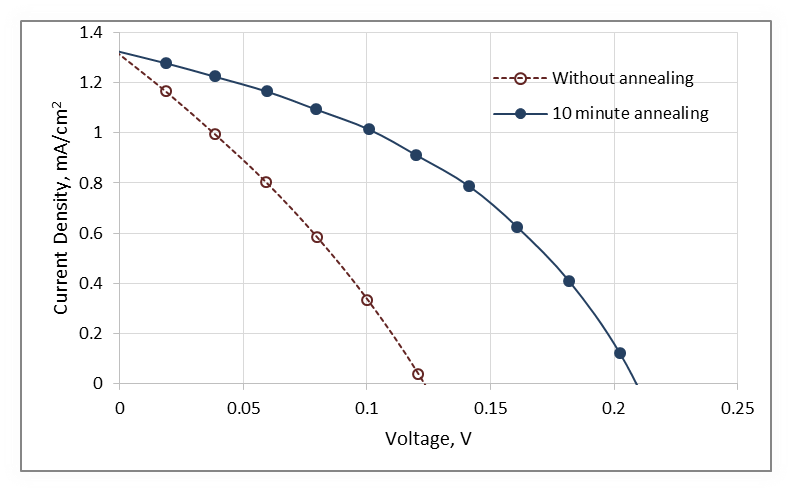 1.4
1.2
1
0.8
0.6
0.4
0.2
0
Current Density, mA/cm²
Without annealing
10 minute annealing
0 0.05 0.1 0.15 0.2 0.25
Voltage, V